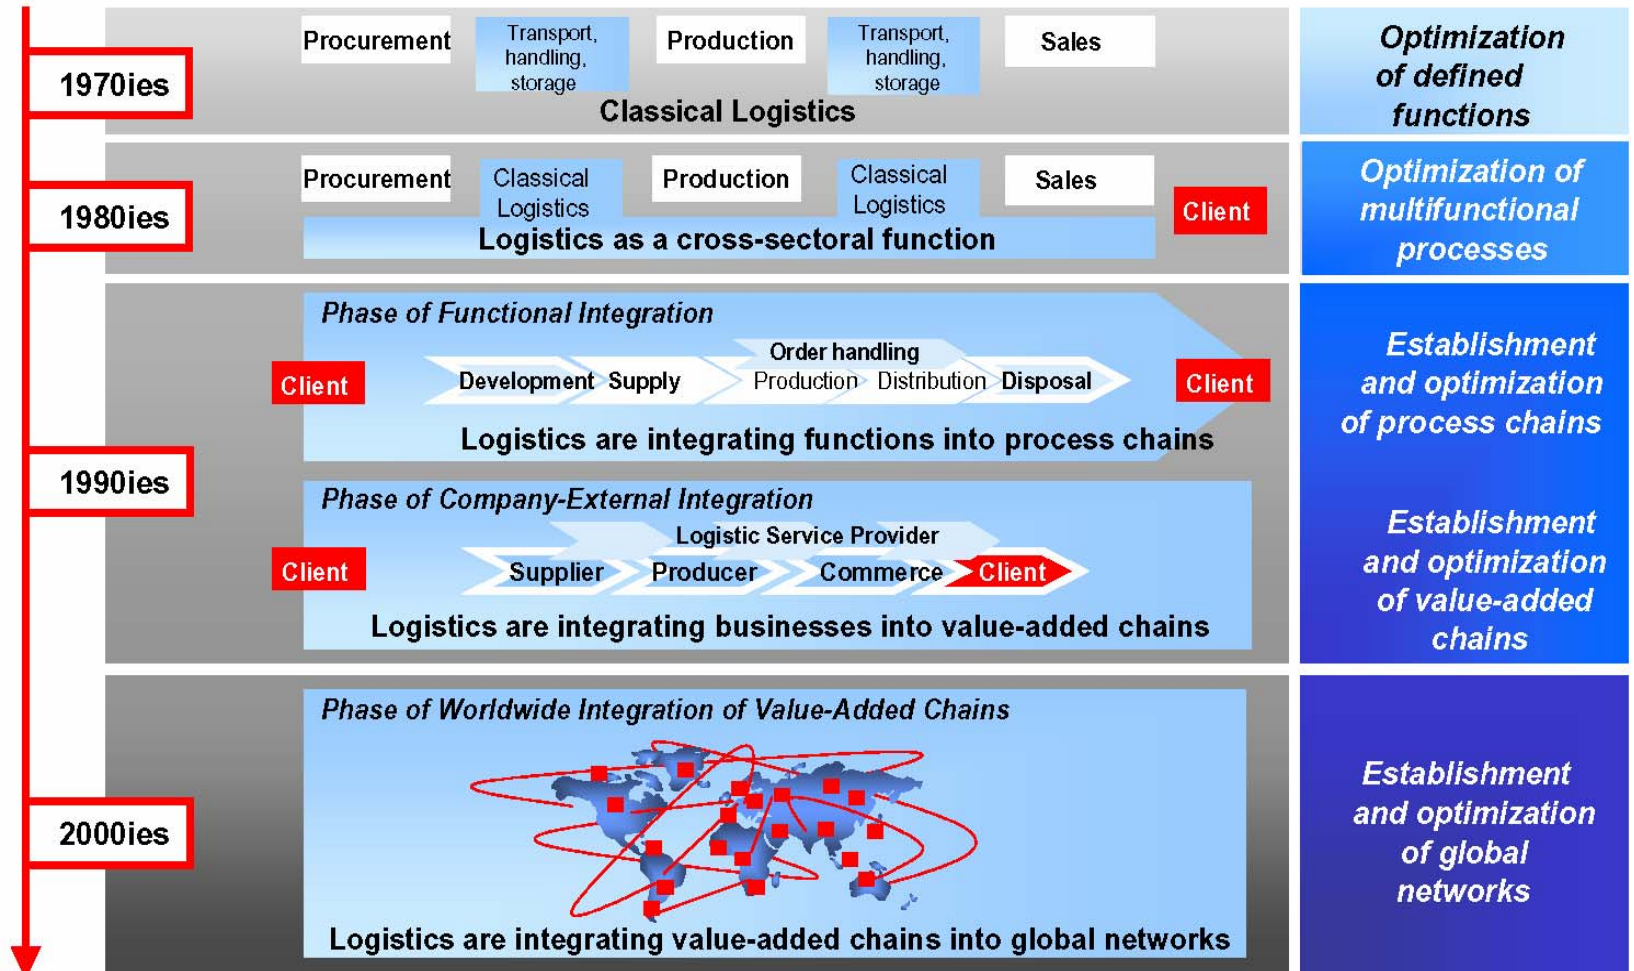 1970ies
Procurement
Transport,
handling,
storage
Production
Transport,
handling,
storage
Sales
Classical Logistics
Optimization
of defined
functions
1980ies
Procurement
Classical
Logistics
Production
Classical
Logistics
Sales
Client
Logistics as a cross-sectoral function
Optimization of
multifunctional
processes
1990ies
Phase of Functional Integration
Client
Order handling
Development
Supply
Production
Distribution
Disposal
Client
Logistics are integrating functions into process chains
Establishment
and optimization
of process chains
Phase of Company-External Integration
Client
Logistic Service Provider
Supplier
Producer
Commerce
Client
Logistics are integrating businesses into value-added chains
Establishment
and optimization
of value-added
chains
2000ies
Phase of Worldwide Integration of Value-Added Chains
Logistics are integrating value-added chains into global networks
Establishment
and optimization
of global
networks